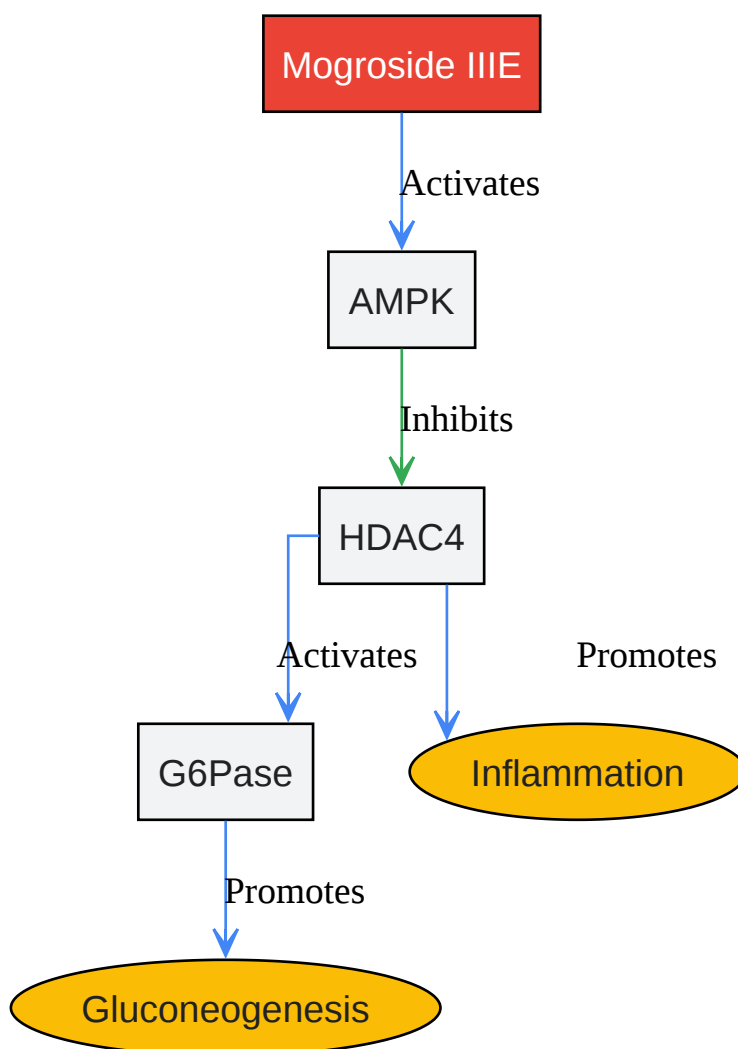 Mogroside IIIE
Activates
AMPK
Inhibits
HDAC4
Activates
Promotes
G6Pase
Inflammation
Promotes
Gluconeogenesis